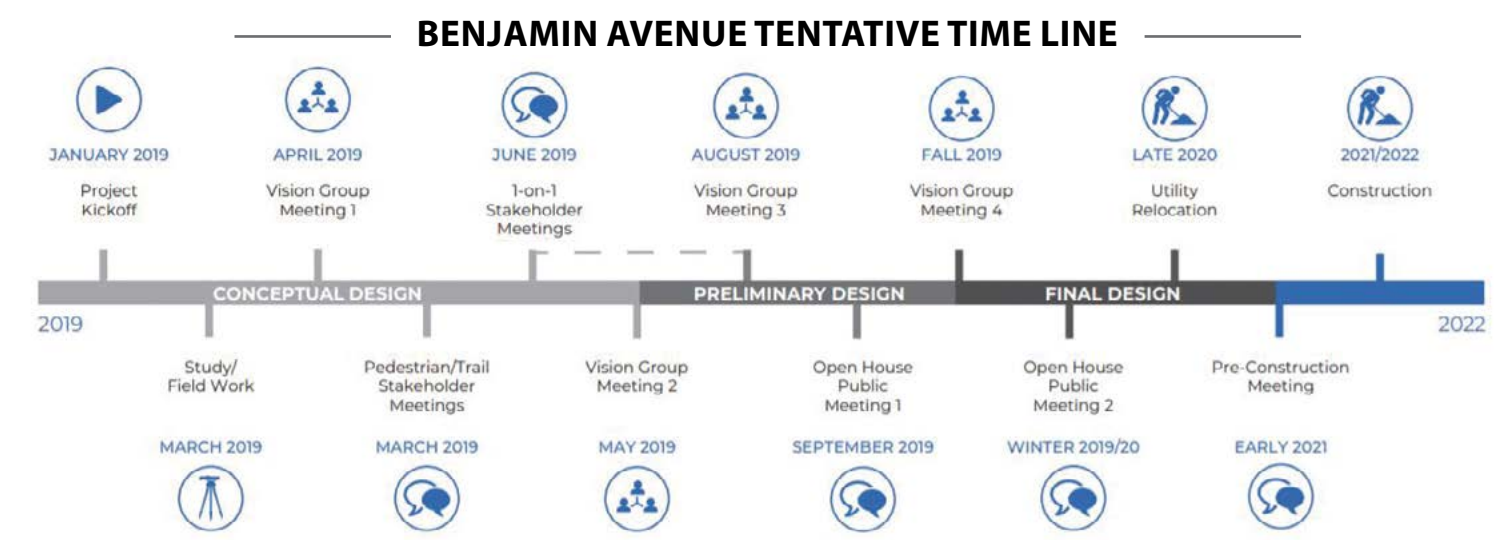 BENJAMIN AVENUE TENTATIVE TIME LINE
JANUARY 2019
Project
Kickoff
APRIL 2019
Vision Group
Meeting 1
JUNE 2019
1-on-1
Stakeholder
Meetings
AUGUST 2019
Vision Group
Meeting 3
FALL 2019
Vision Group
Meeting 4
LATE 2020
Utility
Relocation
2021/2022
Construction
CONCEPTUAL DESIGN
PRELIMINARY DESIGN
FINAL DESIGN
2019
2022
Study/
Field Work
MARCH 2019
Pedestrian/Trail
Stakeholder
Meetings
MARCH 2019
Vision Group
Meeting 2
MAY 2019
Open House
Public
Meeting 1
SEPTEMBER 2019
Open House
Public
Meeting 2
WINTER 2019/20
Pre-Construction
Meeting
EARLY 2021